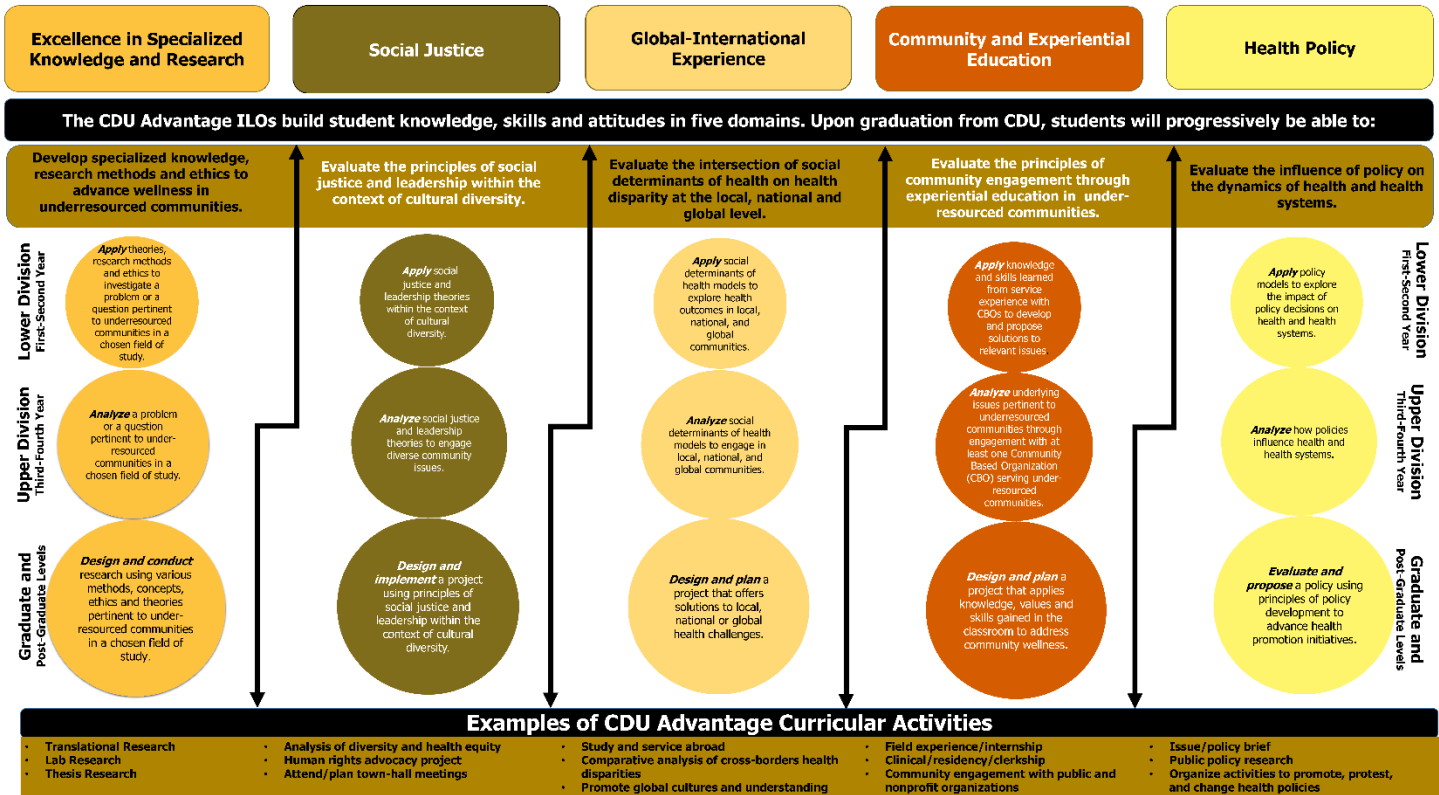 Excellence in Specialized
Knowledge and Research
Social Justice
Global-International
Experience
Community and Experiential
Education
Health Policy
The CDU Advantage ILOs build student knowledge, skills and attitudes in five domains. Upon graduation from CDU, students will progressively be able to:
Develop specialized knowledge,
research methods and ethics to
advance wellness in
underresourced communities.
Evaluate the principles of social
justice and leadership within the
context of cultural diversity.
Evaluate the intersection of social
determinants of health on health
disparity at the local, national and
global level.
Evaluate the principles of
community engagement through
experiential education in under-
resourced communities.
Evaluate the influence of policy on
the dynamics of health and health
systems.
Lower Division
First-Second Year
Apply theories,
research methods
and ethics to
investigate a
problem or a
question pertinent
to underresourced
communities in a
chosen field of
study.
Apply social
justice and
leadership theories
within the context
of cultural
diversity.
Apply social
determinants of
health models to
explore health
outcomes in local,
national, and
global
communities.
Apply knowledge
and skills learned
from service
experience with
CBOs to develop
and propose
solutions to
relevant issues.
Apply policy
models to explore
the impact of
policy decisions on
health and health
systems.
Lower Division
First-Second Year
Upper Division
Third-Fourth Year
Analyze a problem
or a question
pertinent to under-
resourced
communities in a
chosen field of study.
Analyze social justice
and leadership
theories to engage
diverse community
issues.
Analyze social
determinants of health
models to engage in
local, national, and
global communities.
Analyze underlying
issues pertinent to
underresourced
communities through
engagement with at
least one Community
Based Organization
(CBO) serving under-
resourced
communities.
Analyze how policies
influence health and
health systems.
Upper Division
Third-Fourth Year
Graduate and
Post-Graduate Levels
Design and conduct
research using various
methods, concepts,
ethics and theories
pertinent to under-
resourced communities
in a chosen field of
study.
Design and
implement a project
using principles of
social justice and
leadership within the
context of cultural
diversity.
Design and plan a
project that offers
solutions to local,
national or global
health challenges.
Design and plan a
project that applies
knowledge, values and
skills gained in the
classroom to address
community wellness.
Evaluate and
propose a policy using
principles of policy
development to
advance health
promotion initiatives.
Graduate and
Post-Graduate Levels
Examples of CDU Advantage Curricular Activities
• Translational Research
• Lab Research
• Thesis Research
• Analysis of diversity and health equity
• Human rights advocacy project
• Attend/plan town-hall meetings
• Study and service abroad
• Comparative analysis of cross-borders health
disparities
• Promote global cultures and understanding
• Field experience/internship
• Clinical/residency/clerkship
• Community engagement with public and
nonprofit organizations
• Issue/policy brief
• Public policy research
• Organize activities to promote, protest,
and change health policies